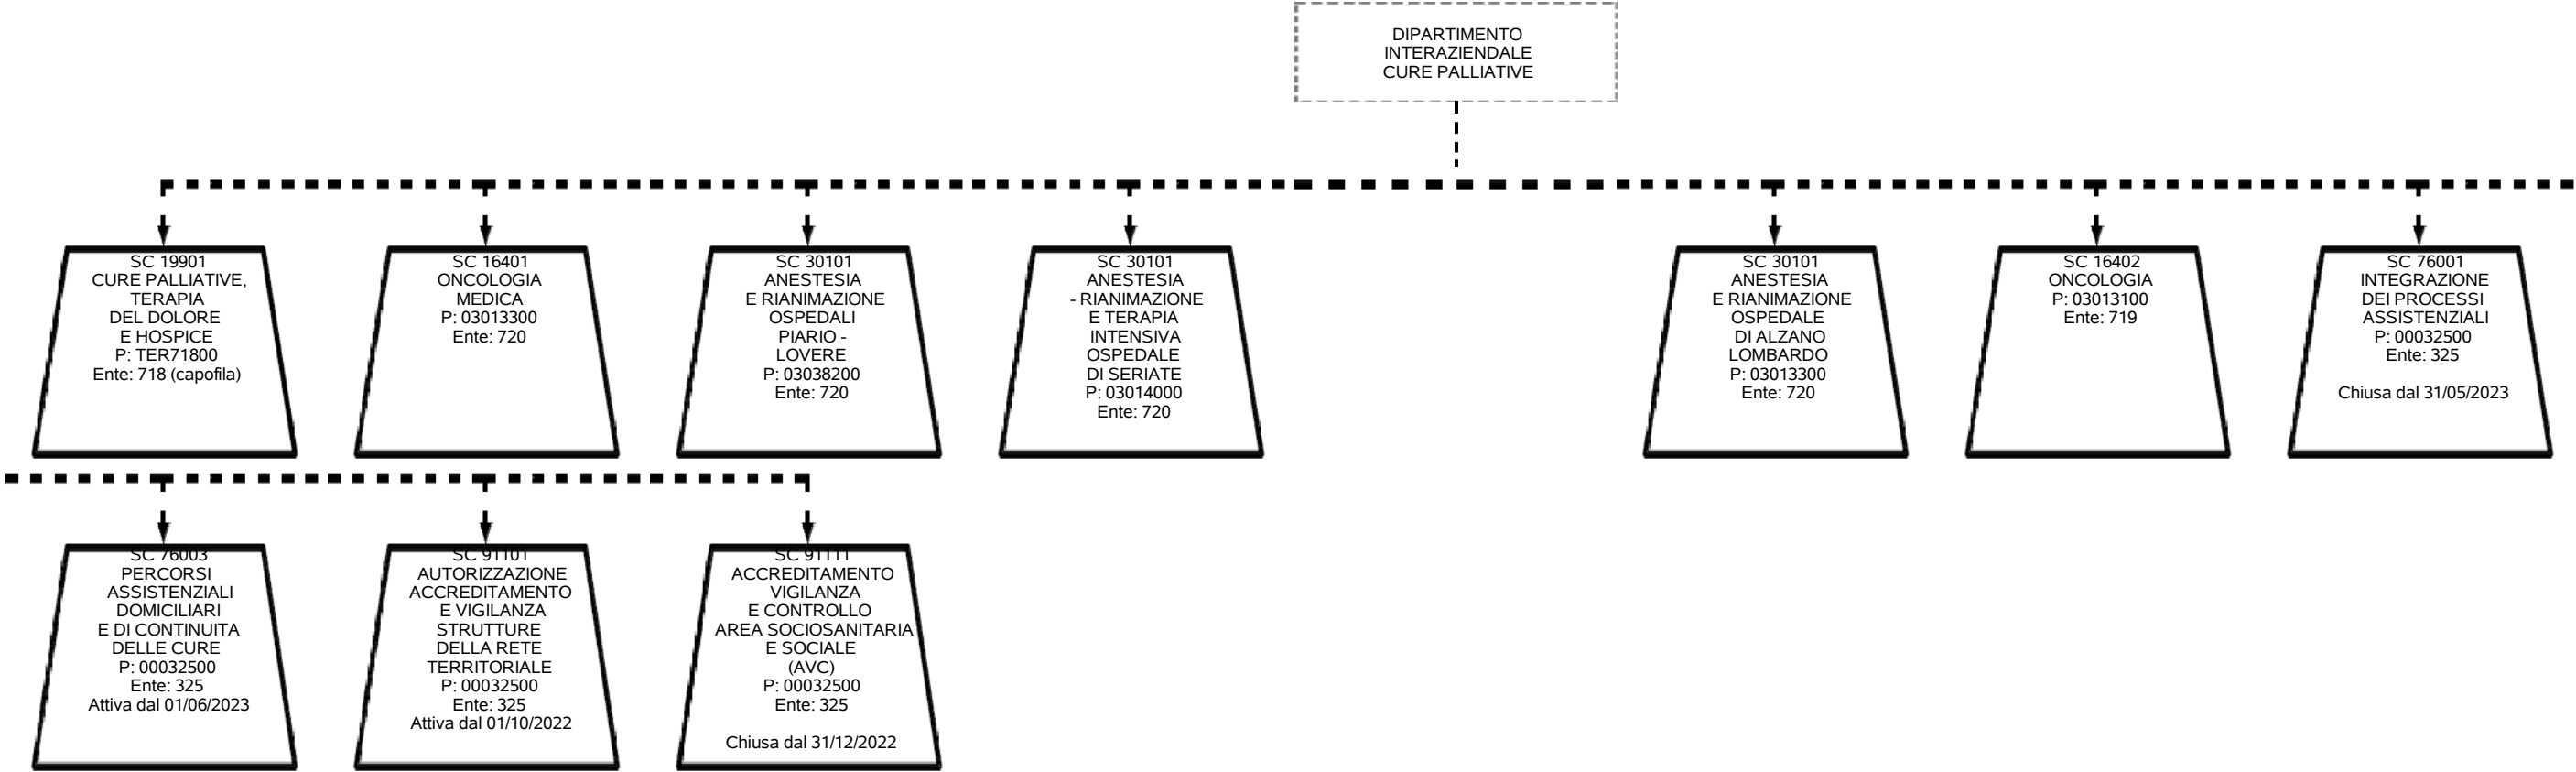 DIPARTIMENTO
INTERAZIENDALE
CURE PALLIATIVE
SC 19901
CURE PALLIATIVE,
TERAPIA
DEL DOLORE
E HOSPICE
P: TER71800
Ente: 718 (capofila)
SC 16401
ONCOLOGIA
MEDICA
P: 03013300
Ente: 720
SC 30101
ANESTESIA
E RIANIMAZIONE
OSPEDALI
PIARIO -
LOVERE
P: 03038200
Ente: 720
SC 30101
ANESTESIA
- RIANIMAZIONE
E TERAPIA
INTENSIVA
OSPEDALE
DI SERIATE
P: 03014000
Ente: 720
SC 30101
ANESTESIA
E RIANIMAZIONE
OSPEDALE
DI ALZANO
LOMBARDO
P: 03013300
Ente: 720
SC 16402
ONCOLOGIA
P: 03013100
Ente: 719
SC 76001
INTEGRAZIONE
DEI PROCESSI
ASSISTENZIALI
P: 00032500
Ente: 325
Chiusa dal 31/05/2023
SC 76003
PERCORSI
ASSISTENZIALI
DOMICILIARI
E DI CONTINUITA
DELLE CURE
P: 00032500
Ente: 325
Attiva dal 01/06/2023
SC 91101
AUTORIZZAZIONE
ACCREDITAMENTO
E VIGILANZA
STRUTTURE
DELLA RETE
TERRITORIALE
P: 00032500
Ente: 325
Attiva dal 01/10/2022
SC 91111
ACCREDITAMENTO
VIGILANZA
E CONTROLLO
AREA SOCIOSANITARIA
E SOCIALE
(AVC)
P: 00032500
Ente: 325
Chiusa dal 31/12/2022